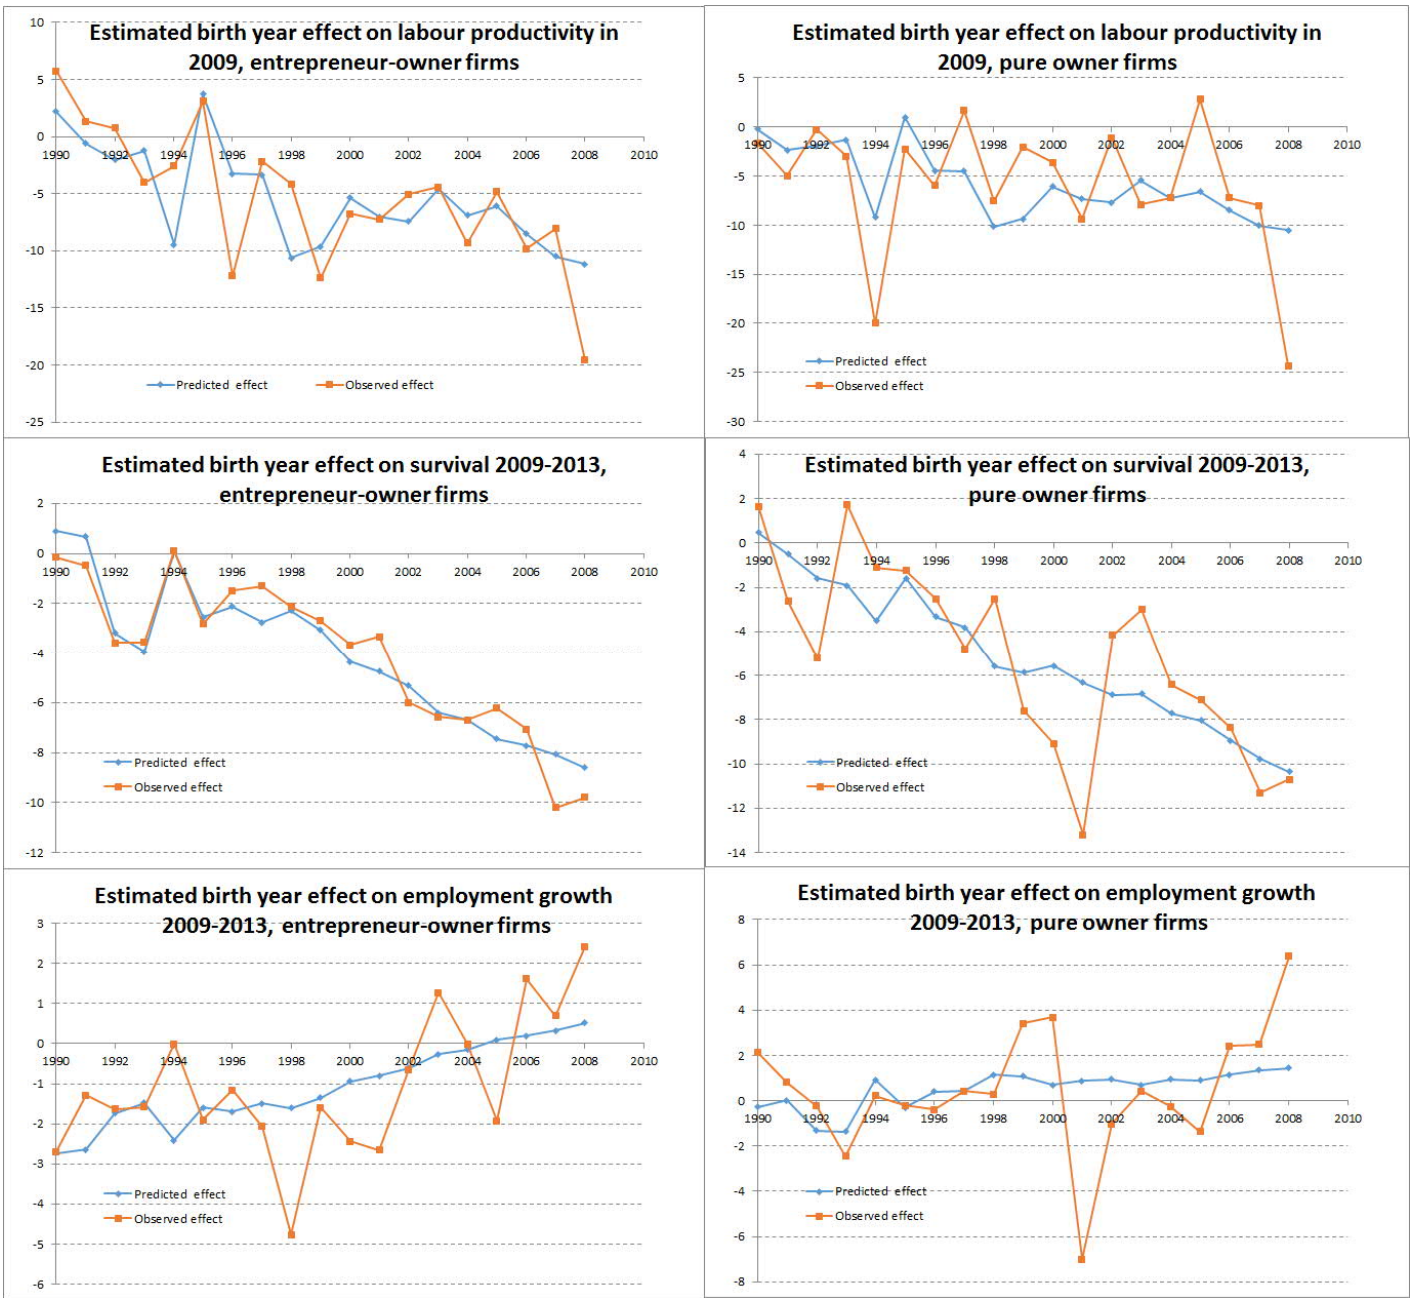 Estimated birth year effect on labour productivity in
2009, entrepreneur-owner firms
10
5
0
-5
-10
-15
-20
-25
1990 1992 1994 1996 1998 2000 2002 2004 2006 2008 2010
Predicted effect Observed effect
Estimated birth year effect on labour productivity in
2009, pure owner firms
5
0
-5
-10
-15
-20
-25
-30
1990 1992 1994 1996 1998 2000 2002 2004 2006 2008 2010
Predicted effect
Observed effect
Estimated birth year effect on survival 2009-2013,
entrepreneur-owner firms
2
0
-2
-4
-6
-8
-10
-12
1990 1992 1994 1996 1998 2000 2002 2004 2006 2008 2010
Predicted effect
Observed effect
Estimated birth year effect on survival 2009-2013,
pure owner firms
4
2
0
-2
-4
-6
-8
-10
-12
-14
1990 1992 1994 1996 1998 2000 2002 2004 2006 2008 2010
Predicted effect
Observed effect
Estimated birth year effect on employment growth
2009-2013, entrepreneur-owner firms
3
2
1
0
-1
-2
-3
-4
-5
-6
1990 1992 1994 1996 1998 2000 2002 2004 2006 2008 2010
Predicted effect
Observed effect
Estimated birth year effect on employment growth
2009-2013, pure owner firms
8
6
4
2
0
-2
-4
-6
-8
1990 1992 1994 1996 1998 2000 2002 2004 2006 2008 2010
Predicted effect
Observed effect